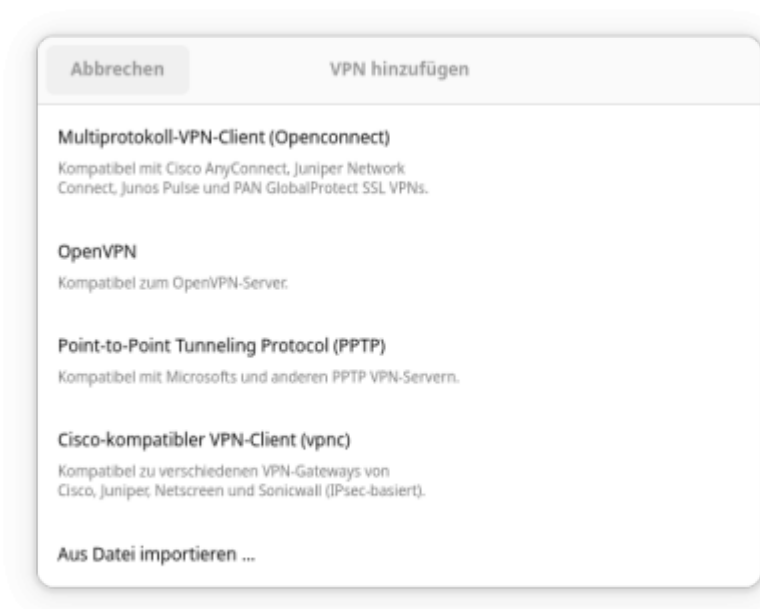 Abbrechen VPN hinzufügen
Multiprotokoll-VPN-Client (Openconnect)
Kompatibel mit Cisco AnyConnect, Juniper Network
Connect, Junos Pulse und PAN GlobalProtect SSL VPNs.
OpenVPN
Kompatibel zum OpenVPN-Server.
Point-to-Point Tunneling Protocol (PPTP)
Kompatibel mit Microsofts und anderen PPTP VPN-Servern.
Cisco-kompatibler VPN-Client (vpnc)
Kompatibel zu verschiedenen VPN-Gateways von
Cisco, Juniper, Netscreen und Sonicwall (IPsec-basiert).
Aus Datei importieren ...